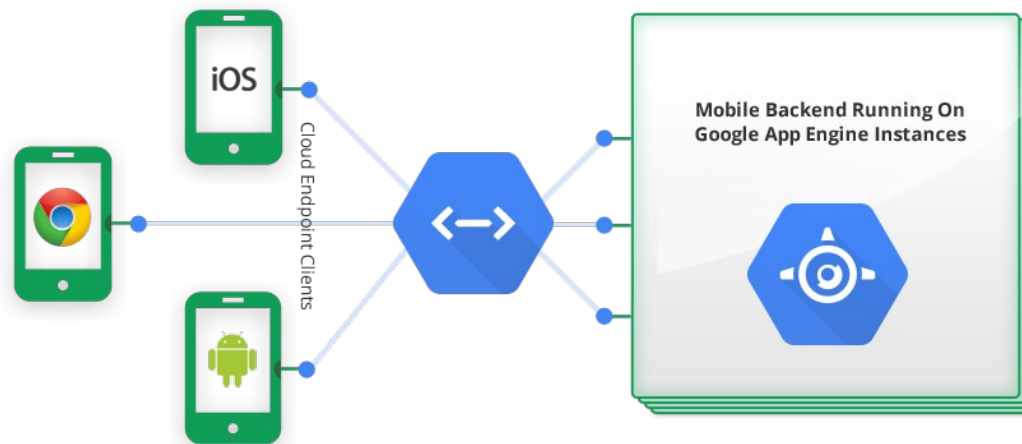 iOS
Cloud Endpoint Clients
Mobile Backend Running On
Google App Engine Instances